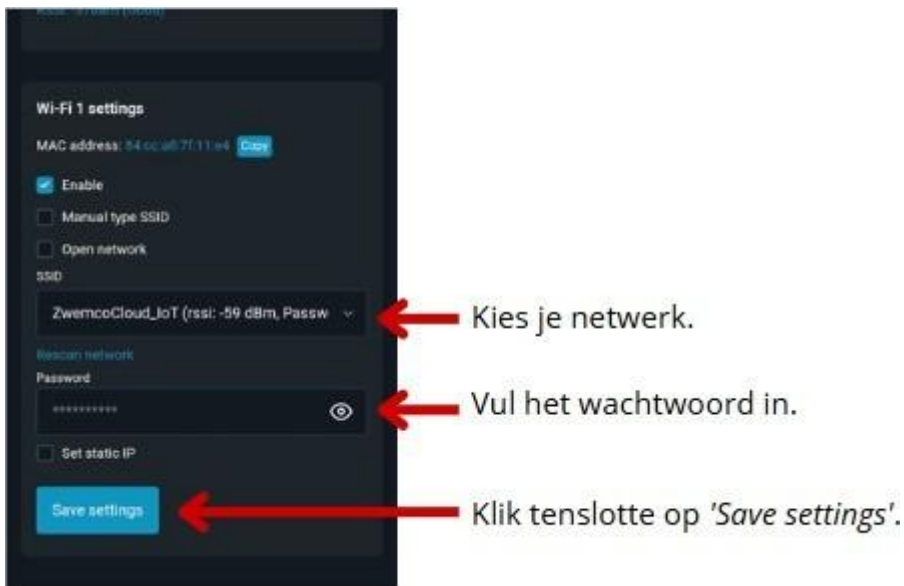 Wi-Fi 1 settings
MAC address: Copy
Enable
Manual type SSID
Open network
SSID
ZwemcoCloud_IoT (rssi: -59 dBm, Passw
Kies je netwerk.
Rescan network
Password
**********
Vul het wachtwoord in.
Set static IP
Save settings
Klik tenslotte op 'Save settings'.